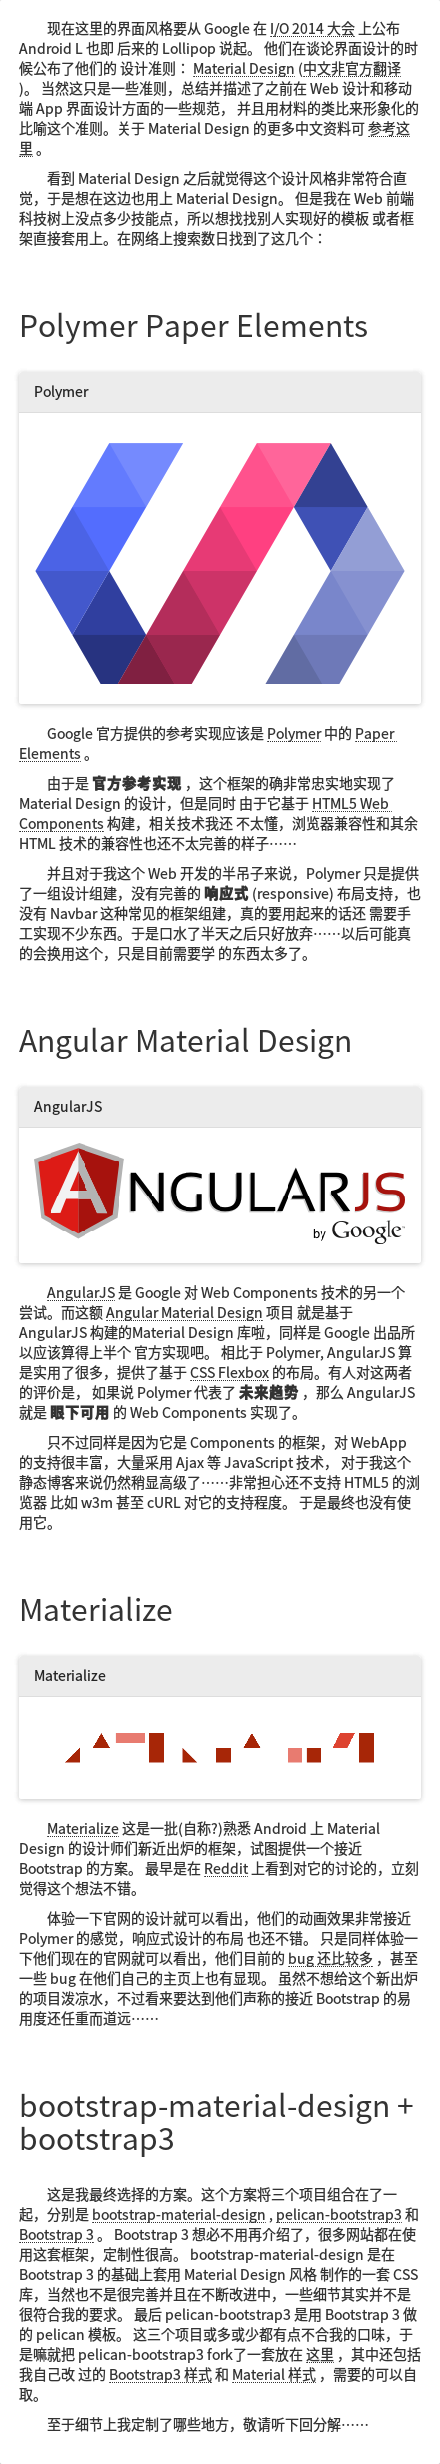 现在这里的界面风格要从 Google 在 I/O 2014 大会 上公布
Android L 也即 后来的 Lollipop 说起。 他们在谈论界面设计的时
候公布了他们的 设计准则： Material Design (中文非官方翻译
)。 当然这只是一些准则，总结并描述了之前在 Web 设计和移动
端 App 界面设计方面的一些规范， 并且用材料的类比来形象化的
比喻这个准则。关于 Material Design 的更多中文资料可 参考这
里 。
看到 Material Design 之后就觉得这个设计风格非常符合直
觉，于是想在这边也用上 Material Design。 但是我在 Web 前端
科技树上没点多少技能点，所以想找找别人实现好的模板 或者框
架直接套用上。在网络上搜索数日找到了这几个：
Polymer Paper Elements
Polymer
Google 官方提供的参考实现应该是 Polymer 中的 Paper
Elements 。
由于是 官方参考实现 ，这个框架的确非常忠实地实现了
Material Design 的设计，但是同时 由于它基于 HTML5 Web
Components 构建，相关技术我还 不太懂，浏览器兼容性和其余
HTML 技术的兼容性也还不太完善的样子……
并且对于我这个 Web 开发的半吊子来说，Polymer 只是提供
了一组设计组建，没有完善的 响应式 (responsive) 布局支持，也
没有 Navbar 这种常见的框架组建，真的要用起来的话还 需要手
工实现不少东西。于是口水了半天之后只好放弃……以后可能真
的会换用这个，只是目前需要学 的东西太多了。
Angular Material Design
AngularJS
ANGULARJS
by Google
AngularJS 是 Google 对 Web Components 技术的另一个
尝试。而这额 Angular Material Design 项目 就是基于
AngularJS 构建的Material Design 库啦，同样是 Google 出品所
以应该算得上半个 官方实现吧。 相比于 Polymer, AngularJS 算
是实用了很多，提供了基于 CSS Flexbox 的布局。有人对这两者
的评价是， 如果说 Polymer 代表了 未来趋势 ，那么 AngularJS
就是 眼下可用 的 Web Components 实现了。
只不过同样是因为它是 Components 的框架，对 WebApp
的支持很丰富，大量采用 Ajax 等 JavaScript 技术， 对于我这个
静态博客来说仍然稍显高级了……非常担心还不支持 HTML5 的浏
览器 比如 w3m 甚至 cURL 对它的支持程度。 于是最终也没有使
用它。
Materialize
Materialize
Materialize 这是一批(自称?)熟悉 Android 上 Material
Design 的设计师们新近出炉的框架，试图提供一个接近
Bootstrap 的方案。 最早是在 Reddit 上看到对它的讨论的，立刻
觉得这个想法不错。
体验一下官网的设计就可以看出，他们的动画效果非常接近
Polymer 的感觉，响应式设计的布局 也还不错。 只是同样体验一
下他们现在的官网就可以看出，他们目前的 bug 还比较多 ，甚至
一些 bug 在他们自己的主页上也有显现。 虽然不想给这个新出炉
的项目泼凉水，不过看来要达到他们声称的接近 Bootstrap 的易
用度还任重而道远……
bootstrap-material-design +
bootstrap3
这是我最终选择的方案。这个方案将三个项目组合在了一
起，分别是 bootstrap-material-design , pelican-bootstrap3 和
Bootstrap 3 。 Bootstrap 3 想必不用再介绍了，很多网站都在使
用这套框架，定制性很高。 bootstrap-material-design 是在
Bootstrap 3 的基础上套用 Material Design 风格 制作的一套 CSS
库，当然也不是很完善并且在不断改进中，一些细节其实并不是
很符合我的要求。 最后 pelican-bootstrap3 是用 Bootstrap 3 做
的 pelican 模板。 这三个项目或多或少都有点不合我的口味，于
是嘛就把 pelican-bootstrap3 fork了一套放在 这里 ，其中还包括
我自己改 过的 Bootstrap3 样式 和 Material 样式 ，需要的可以自
取。
至于细节上我定制了哪些地方，敬请听下回分解……